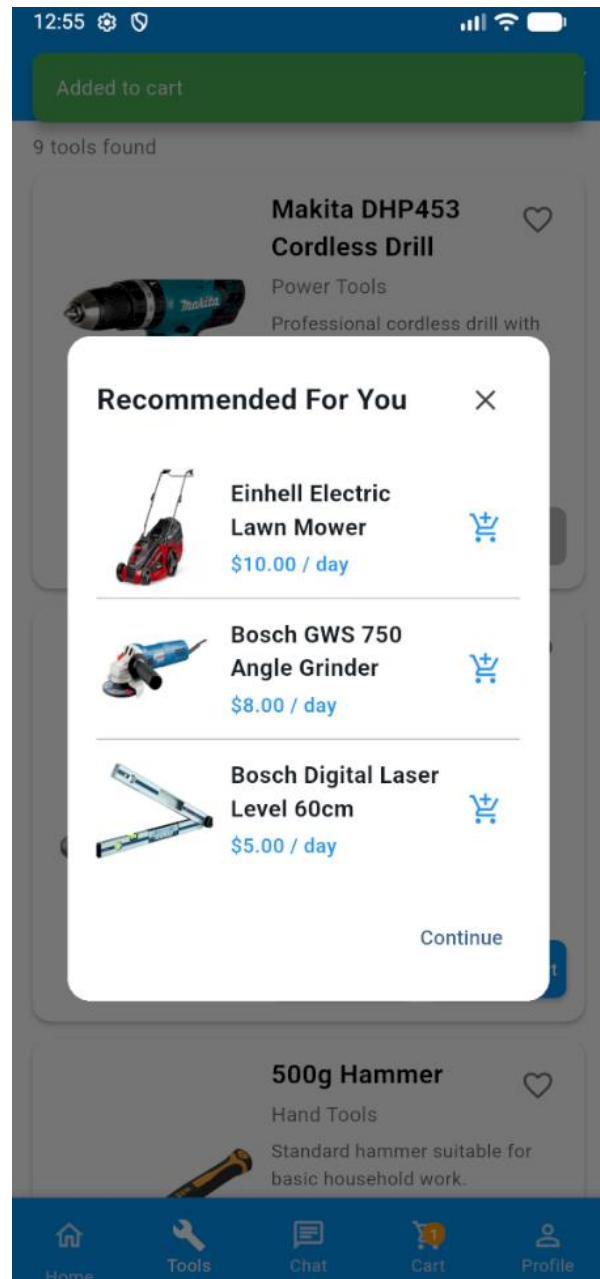 12:55
Added to cart
9 tools found
Makita DHP453
Cordless Drill
Power Tools
Professional cordless drill with
makita
Recommended For You
Einhell Electric
Lawn Mower
$10.00 / day
Bosch GWS 750
Angle Grinder
$8.00 / day
Bosch Digital Laser
Level 60cm
$5.00 / day
Continue
500g Hammer
Hand Tools
Standard hammer suitable for
basic household work.
1
Home
Tools
Chat
Cart
Profile